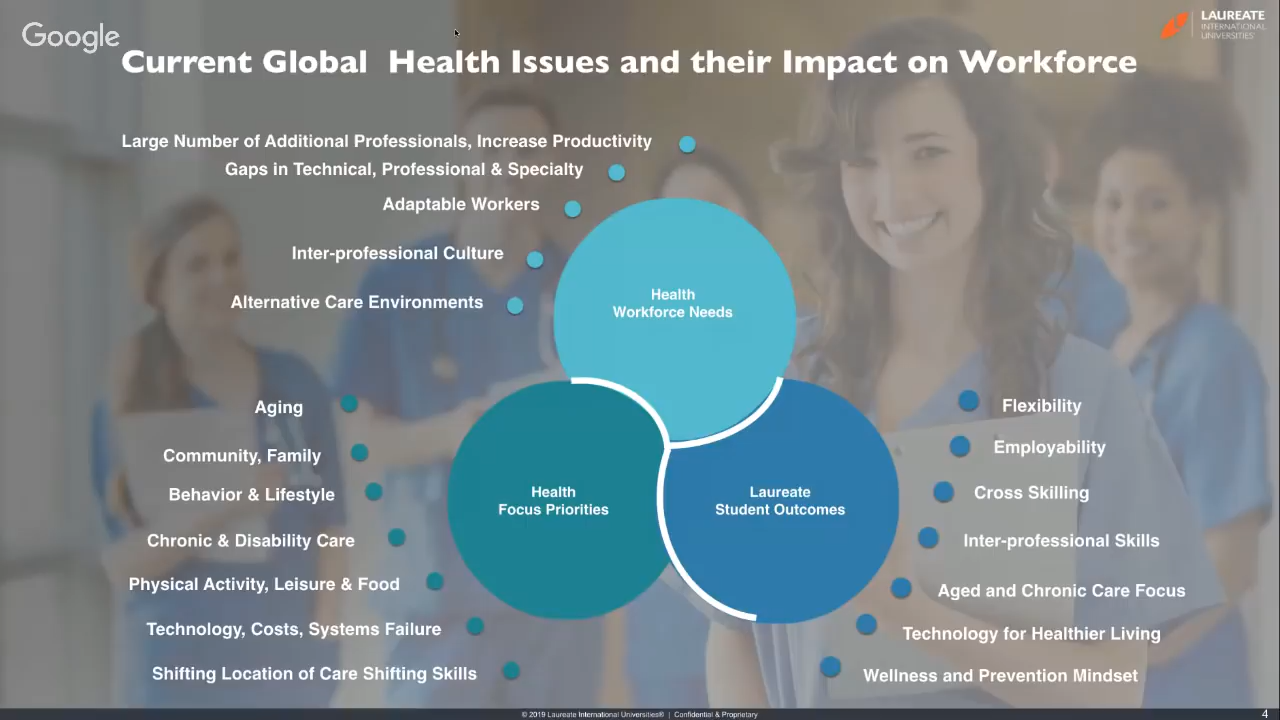 Google
LAUREATE
INTERNATIONAL
UNIVERSITIES®
Current Global  Health Issues and their Impact on Workforce
Large Number of Additional Professionals, Increase Productivity
Gaps in Technical, Professional & Specialty
Adaptable Workers
Inter-professional Culture
Alternative Care Environments
Health
Workforce Needs
Aging
Community, Family
Behavior & Lifestyle
Chronic & Disability Care
Physical Activity, Leisure & Food
Technology, Costs, Systems Failure
Shifting Location of Care Shifting Skills
Health
Focus Priorities
Laureate
Student Outcomes
Flexibility
Employability
Cross Skilling
Inter-professional Skills
Aged and Chronic Care Focus
Technology for Healthier Living
Wellness and Prevention Mindset
© 2019 Laureate International Universities® | Confidential & Proprietary
4